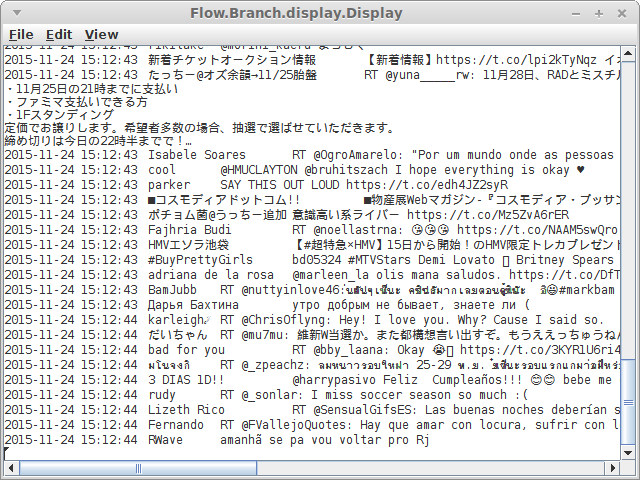 Flow.Branch.display.Display
File Edit View
2015-11-24 15:12:43 新着チケットオークション情報 【新着情報】https://t.co/lpi2kTyNqz イオ
2015-11-24 15:12:43 たっちー@オズ余韻→11/25胎盤 RT @yuna_____rw: 11月28日、RADとミスチル
・11月25日の21時までに支払い
・ファミマ支払いできる方
・1Fスタンディング
定価でお譲りします。希望者多数の場合、抽選で選ばせていただきます。
締め切りは今日の22時半までで！…
2015-11-24 15:12:43 Isabele Soares RT @OgroAmarelo: "Por um mundo onde as pessoas
2015-11-24 15:12:43 cool @HMUCLAYTON @bruhitszach I hope everything is okay ♥
2015-11-24 15:12:43 parker SAY THIS OUT LOUD https://t.co/edh4JZ2syR
2015-11-24 15:12:43 ■コスモディアドットコム!! ■物産展Webマガジン-『コスモディア・プッサン
2015-11-24 15:12:43 ポチョム菌@うっちー追加 意識高い系ライバー https://t.co/Mz5ZvA6rER
2015-11-24 15:12:43 Fajhria Budi RT @noellastrna: 😘😘😘 https://t.co/NAAM5swQro
2015-11-24 15:12:43 HMVエソラ池袋 【#超特急×HMV】15日から開始！のHMV限定トレカプレゼント
2015-11-24 15:12:43 #BuyPrettyGirls bd05324 #MTVStars Demi Lovato Britney Spears
2015-11-24 15:12:43 adriana de la rosa @marleen_la olis mana saludos. https://t.co/DfT
2015-11-24 15:12:43 BamJubb RT @nuttyinlove46: #markbam
2015-11-24 15:12:43 Дарья Бахтина утро добрым не бывает, знаете ли (
2015-11-24 15:12:44 karleigh☄ RT @ChrisOflyng: Hey! I love you. Why? Cause I said so.
2015-11-24 15:12:44 だいちゃん RT @mu7mu: 維新W当選か。また都構想言い出すぞ。もうええっちゅうねん
2015-11-24 15:12:44 bad for you RT @bby_laana: Okay 😭 https://t.co/3KYRlU6ri4
2015-11-24 15:12:44 RT @_zpeachz: 25-29 พ.ย.
2015-11-24 15:12:44 3 DIAS 1D!! @harrypasivo Feliz Cumpleaños!!! 😊😊 bebe me
2015-11-24 15:12:44 rudy RT @_sonlar: I miss soccer season so much :(
2015-11-24 15:12:44 Lizeth Rico RT @SensualGifsES: Las buenas noches deberían s
2015-11-24 15:12:44 Fernando RT @FVallejoQuotes: Hay que amar con locura, sufrir con l
2015-11-24 15:12:44 RWave amanhã se pa vou voltar pro Rj